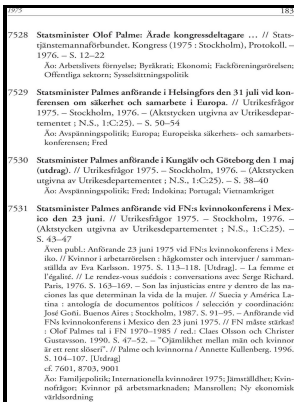 1975 183
7528 Statsminister Olof Palme: Ärade kongressdeltagare … // Stats-
tjänstemannaförbundet. Kongress (1975 : Stockholm), Protokoll. –
1976. – S. 12–22
Äo: Arbetslivets förnyelse; Byråkrati; Ekonomi; Fackföreningsrörelsen;
Offentliga sektorn; Sysselsättningspolitik
7529 Statsminister Palmes anförande i Helsingfors den 31 juli vid kon-
ferensen om säkerhet och samarbete i Europa. // Utrikesfrågor
1975. – Stockholm, 1976. – (Aktstycken utgivna av Utrikesdepar-
tementet ; N.S., 1:C:25). – S. 50–54
Äo: Avspänningspolitik; Europa; Europeiska säkerhets- och samarbets-
konferensen; Fred
7530 Statsminister Palmes anförande i Kungälv och Göteborg den 1 maj
(utdrag). // Utrikesfrågor 1975. – Stockholm, 1976. – (Aktstycken
utgivna av Utrikesdepartementet ; N.S., 1:C:25). – S. 38–40
Äo: Avspänningspolitik; Fred; Indokina; Portugal; Vietnamkriget
7531 Statsminister Palmes anförande vid FN:s kvinnokonferens i Mex-
ico den 23 juni. // Utrikesfrågor 1975. – Stockholm, 1976. –
(Aktstycken utgivna av Utrikesdepartementet ; N.S., 1:C:25). –
S. 43–47
Även publ.: Anförande 23 juni 1975 vid FN:s kvinnokonferens i Mex-
iko. // Kvinnor i arbetarrörelsen : hågkomster och intervjuer / samman-
ställda av Eva Karlsson. 1975. S. 113–118. [Utdrag]. – La femme et
l'égalité. // Le rendez-vous suédois : conversations avec Serge Richard.
Paris, 1976. S. 163–169. – Son las injusticias entre y dentro de las na-
ciones las que determinan la vida de la mujer. // Suecia y América La-
tina : antología de documentos políticos / selección y coordinación:
José Goñi. Buenos Aires ; Stockholm, 1987. S. 91–95. – Anförande vid
FNs kvinnokonferens i Mexico den 23 juni 1975. // FN måste stärkas!
: Olof Palmes tal i FN 1970–1985 / red.: Claes Olsson och Christer
Gustavsson. 1990. S. 47–52. – "Ojämlikhet mellan män och kvinnor
är ett rent slöseri". // Palme och kvinnorna / Annette Kullenberg. 1996.
S. 104–107. [Utdrag]
cf. 7601, 8703, 9001
Äo: Familjepolitik; Internationella kvinnoåret 1975; Jämställdhet; Kvin-
nofrågor; Kvinnor på arbetsmarknaden; Mansrollen; Ny ekonomisk
världsordning